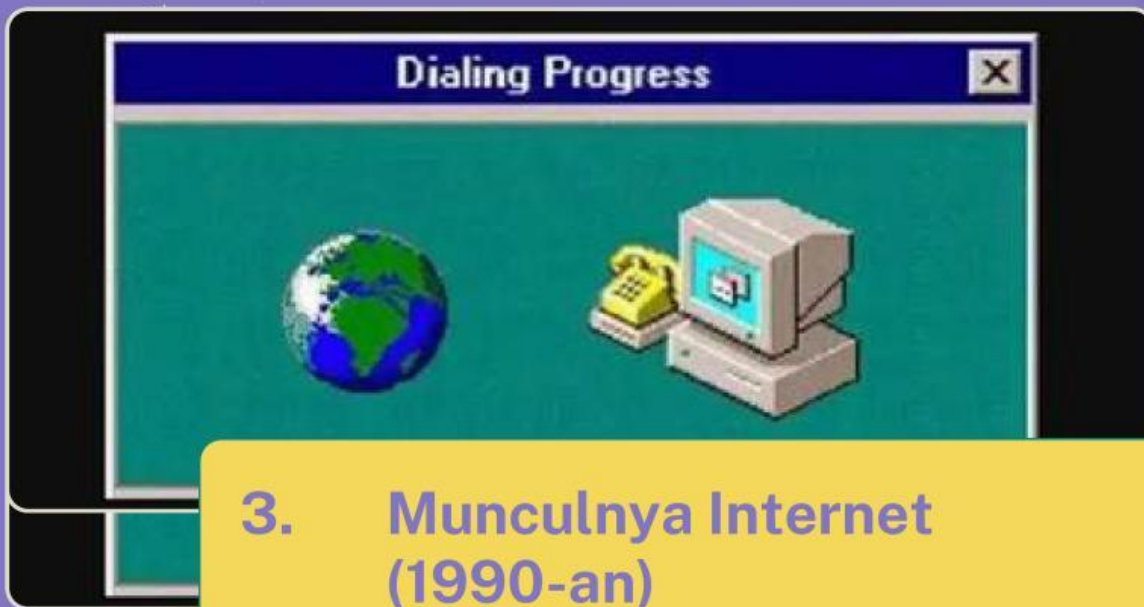 Dialing Progress
3. Munculnya Internet
(1990-an)